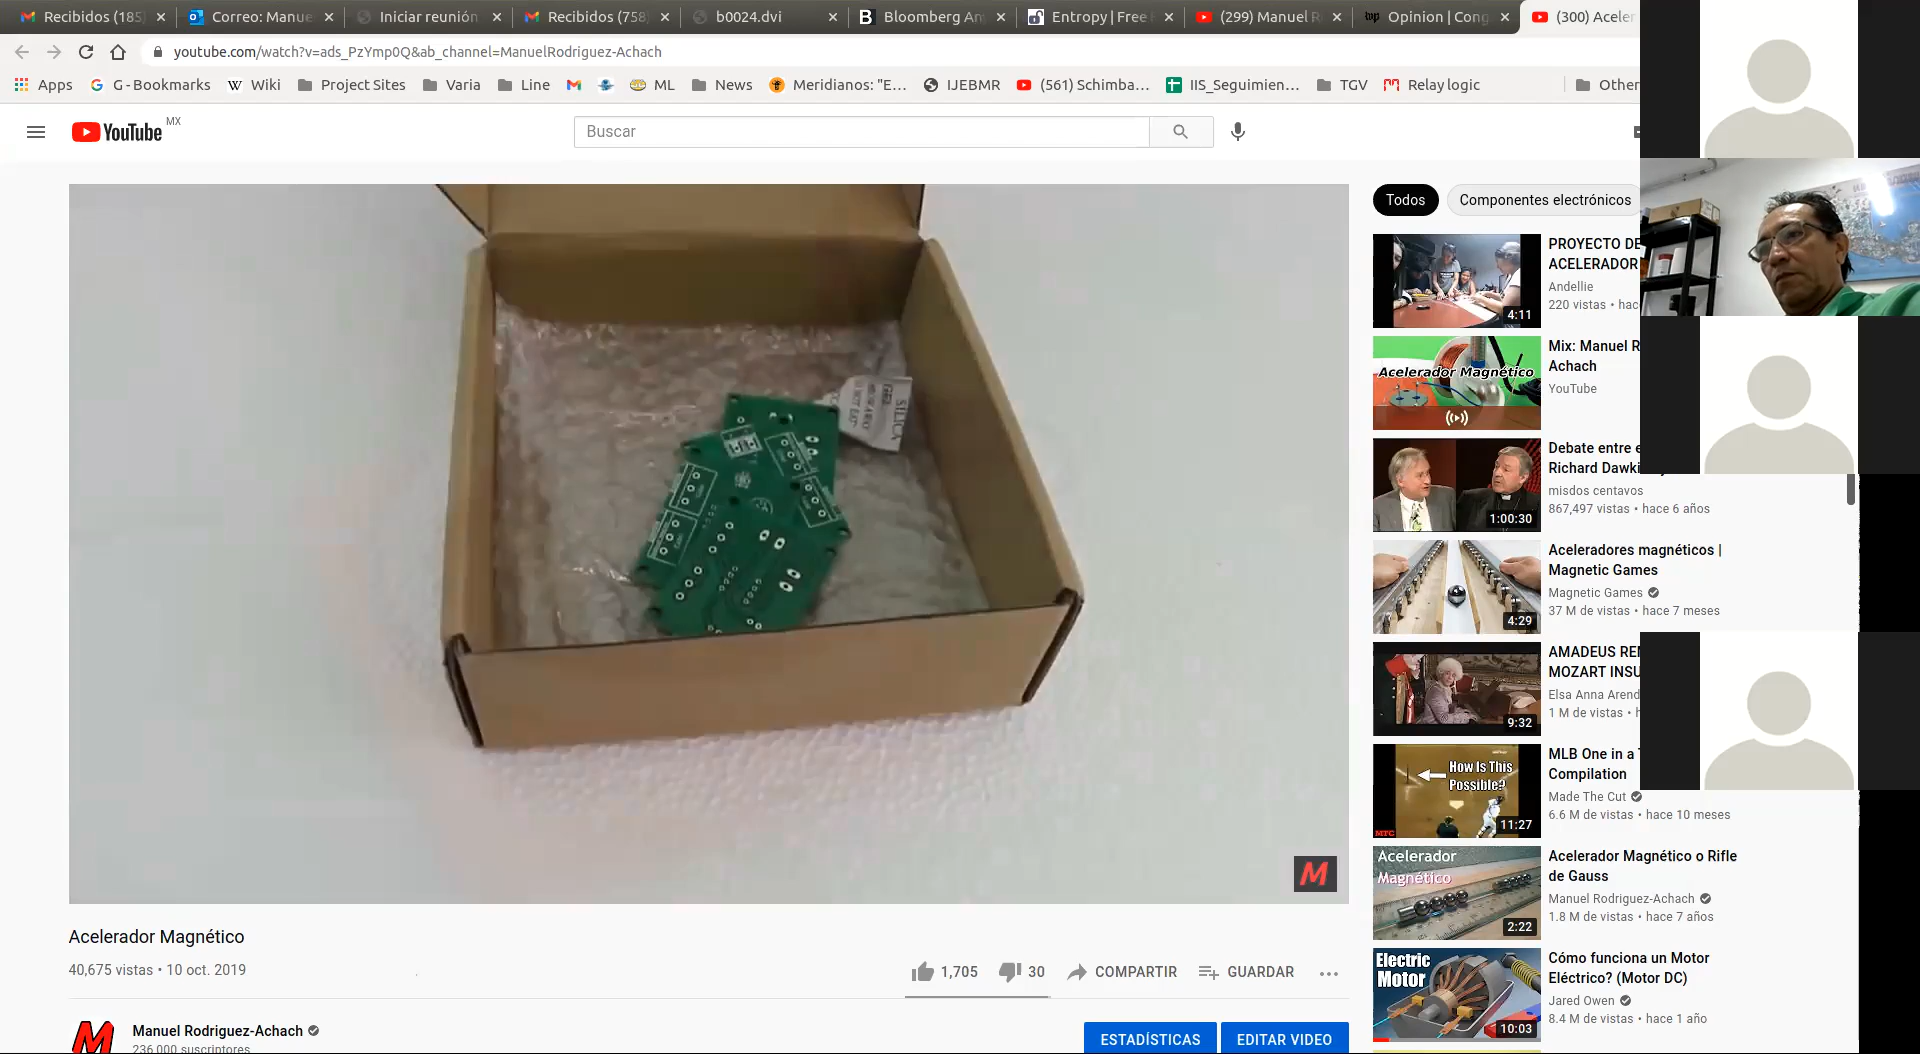 Recibidos (185
Correo: Manue
Iniciar reunión
Recibidos (758
b0024.dvi
Bloomberg An
Entropy | Free
(299) Manuel R
Opinion | Cong
(300) Aceler
youtube.com/watch?v=ads_PzYmp0Q&ab_channel=ManuelRodriguez-Achach
Apps
G - Bookmarks
Wiki
Project Sites
Varia
Line
ML
News
Meridianos: "E...
IJEBMR
(561) Schimba...
IIS_Seguimien...
TGV
Relay logic
Other
YouTube MX
Buscar
SILICA
Acelerador Magnético
40,675 vistas • 10 oct. 2019
1,705
30
COMPARTIR
GUARDAR
Manuel Rodriguez-Achach
236,000 suscriptores
ESTADÍSTICAS
EDITAR VIDEO
Todos
Componentes electrónicos
PROYECTO DE
ACELERADOR
Andellie
220 vistas • hac
4:11
Acelerador Magnético
Mix: Manuel R
Achach
YouTube
Debate entre e
Richard Dawki
misdos centavos
867,497 vistas • hace 6 años
1:00:30
Aceleradores magnéticos |
Magnetic Games
Magnetic Games
37 M de vistas • hace 7 meses
4:29
AMADEUS REN
MOZART INSU
Elsa Anna Arend
1 M de vistas • h
9:32
How Is This
Possible?
MTC
11:27
MLB One in a T
Compilation
Made The Cut
6.6 M de vistas • hace 10 meses
Acelerador
Magnético
2:22
Acelerador Magnético o Rifle
de Gauss
Manuel Rodriguez-Achach
1.8 M de vistas • hace 7 años
Electric
Motor
10:03
Cómo funciona un Motor
Eléctrico? (Motor DC)
Jared Owen
8.4 M de vistas • hace 1 año